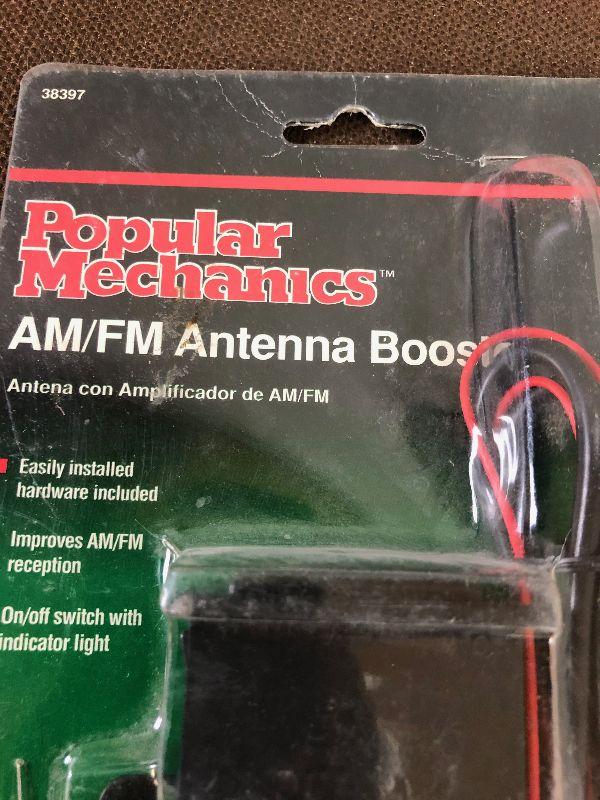 38397
Popular
Mechanics™
AM/FM Antenna
Antena con Amplificador de AM/FM
Easily installed
hardware included
Improves AM/FM
reception
On/off switch with
indicator light